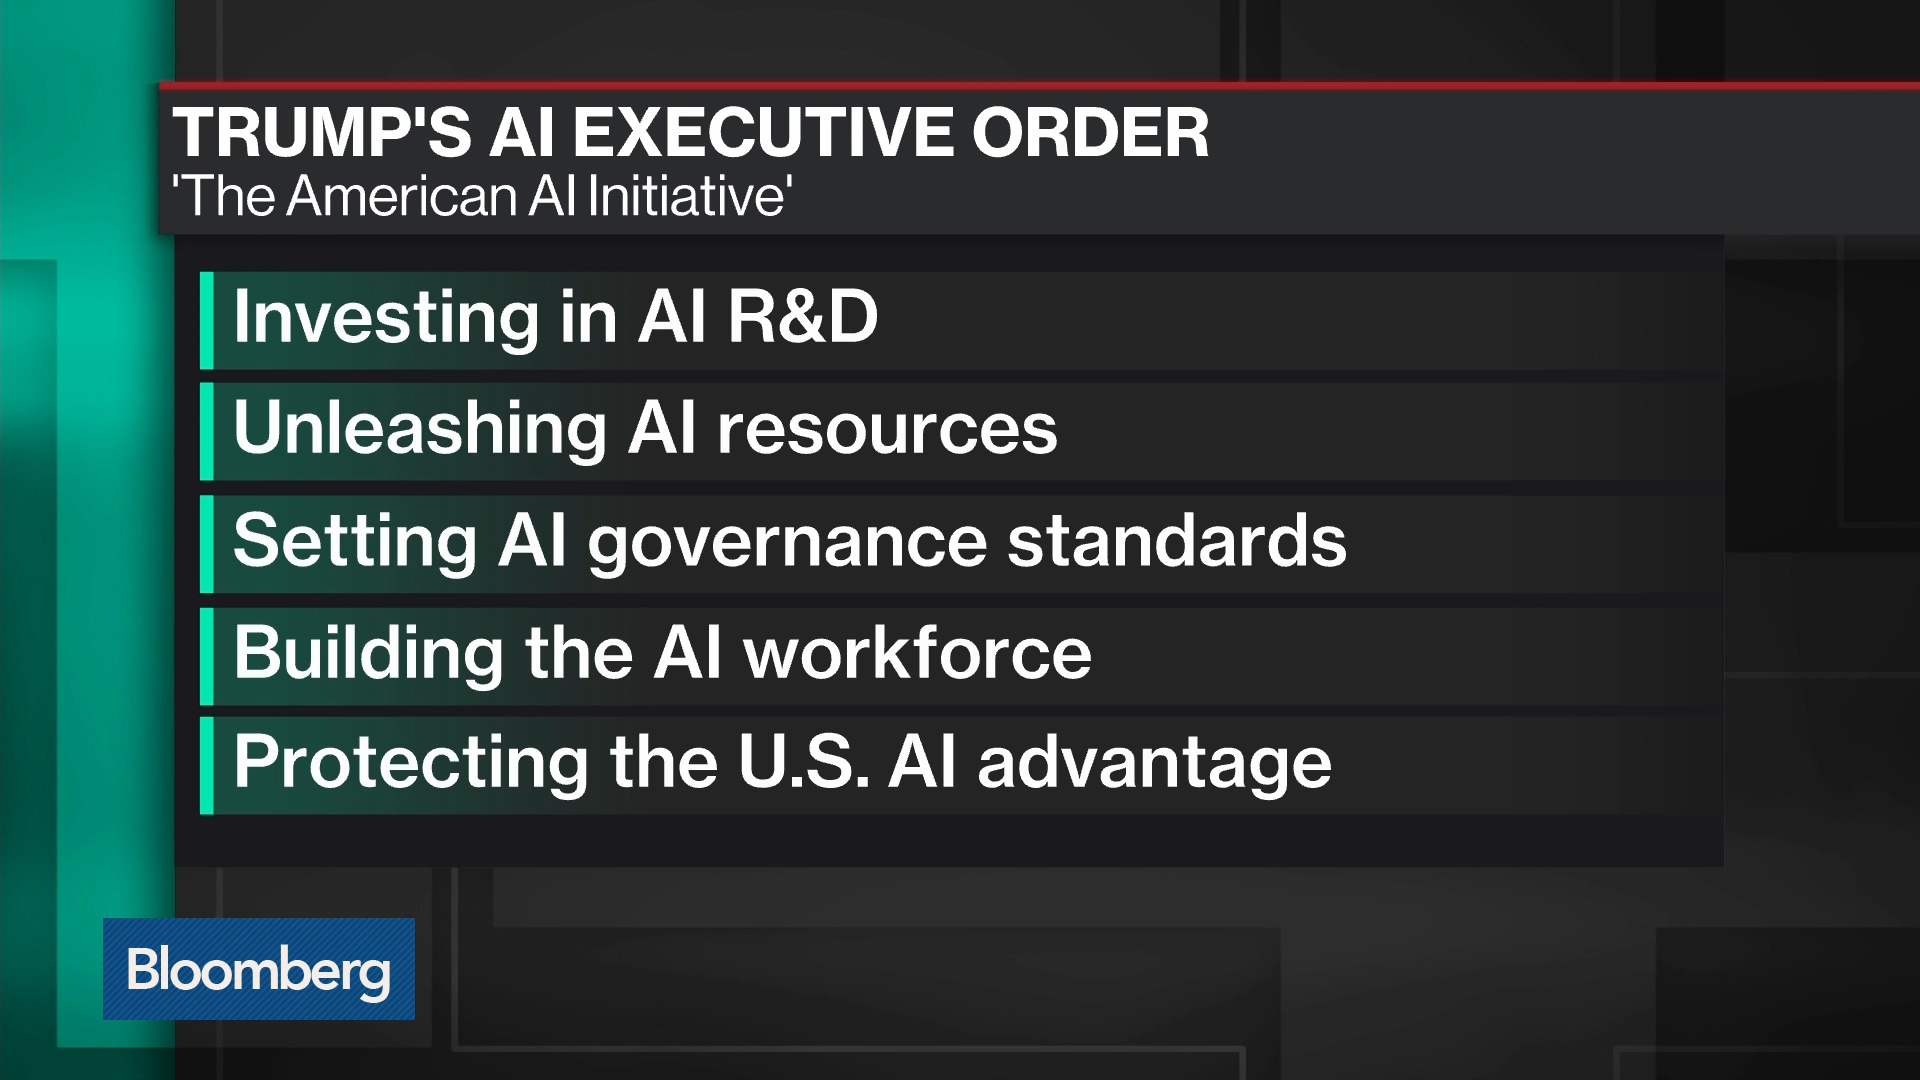 TRUMP'S AI EXECUTIVE ORDER
'The American AI Initiative'
Investing in AI R&D
Unleashing AI resources
Setting AI governance standards
Building the AI workforce
Protecting the U.S. AI advantage
Bloomberg